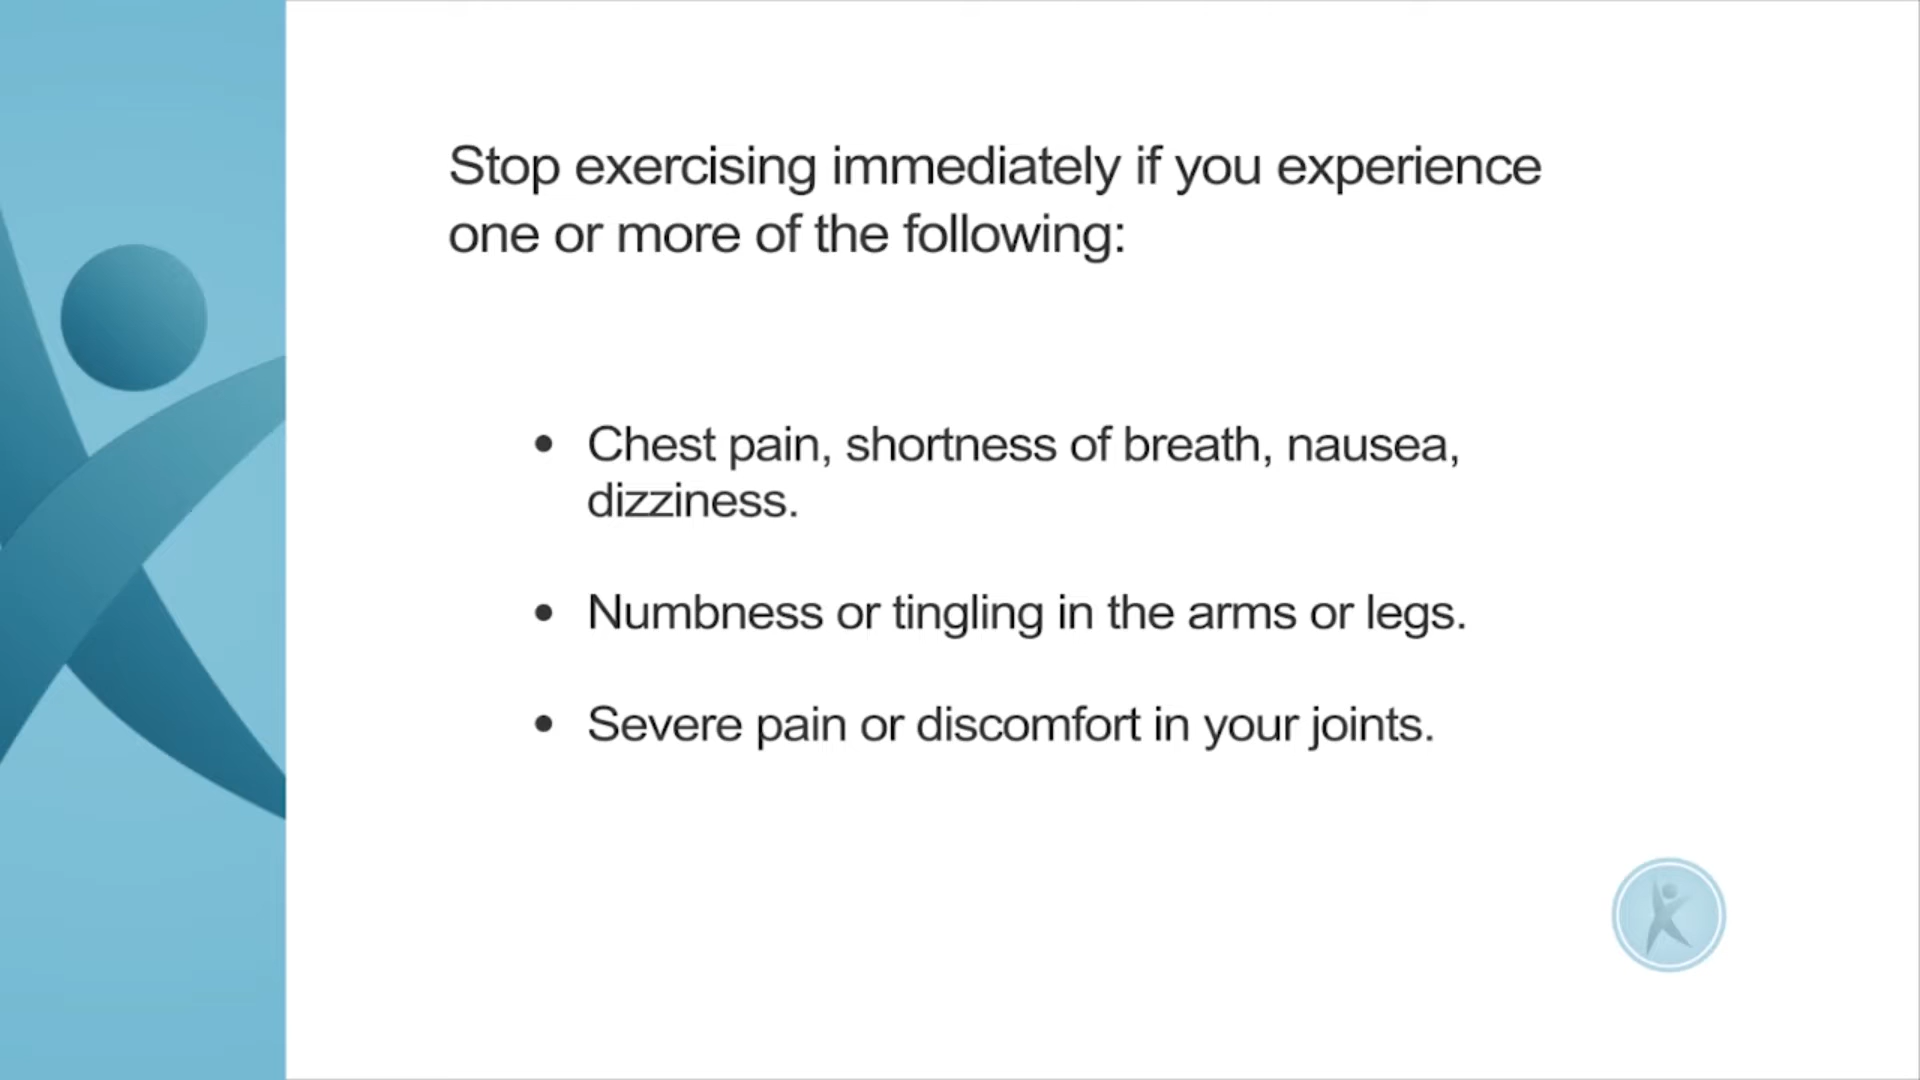 Stop exercising immediately if you experience
one or more of the following:
• Chest pain, shortness of breath, nausea,
dizziness.
• Numbness or tingling in the arms or legs.
• Severe pain or discomfort in your joints.